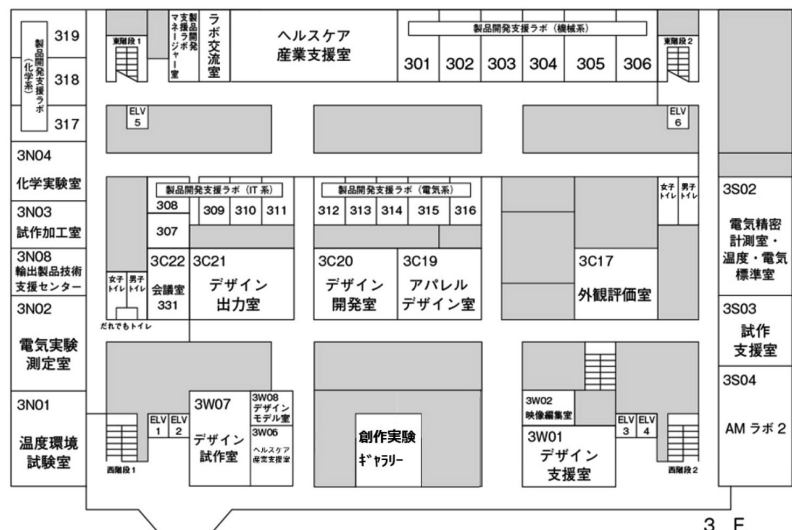 319
318
317
製品開発支援ラボ
(化学系)
東階段1
製品開発
支援ラボ
マネージャー室
ラボ交流室
ヘルスケア
産業支援室
製品開発支援ラボ(機械系)
301
302
303
304
305
306
東階段2
ELV
5
ELV
6
3N04
化学実験室
3N03
試作加工室
3N08
輸出製品技術
支援センター
3N02
電気実験
測定室
3N01
温度環境
試験室
製品開発支援ラボ(IT系)
308
309
310
311
307
製品開発支援ラボ(電気系)
312
313
314
315
316
女子
トイレ
男子
トイレ
3S02
電気精密
計測室・
温度・電気
標準室
3S03
試作
支援室
3S04
AMラボ2
女子
トイレ
男子
トイレ
だれでもトイレ
3C22
会議室
331
3C21
デザイン
出力室
3C20
デザイン
開発室
3C19
アパレル
デザイン室
3C17
外観評価室
西階段1
ELV
1
ELV
2
3W07
デザイン
試作室
3W08
デザイン
モデル室
3W06
ヘルスケア
産業支援室
創作実験
ギャラリー
3W02
映像編集室
3W01
デザイン
支援室
ELV
3
ELV
4
西階段2
3 F